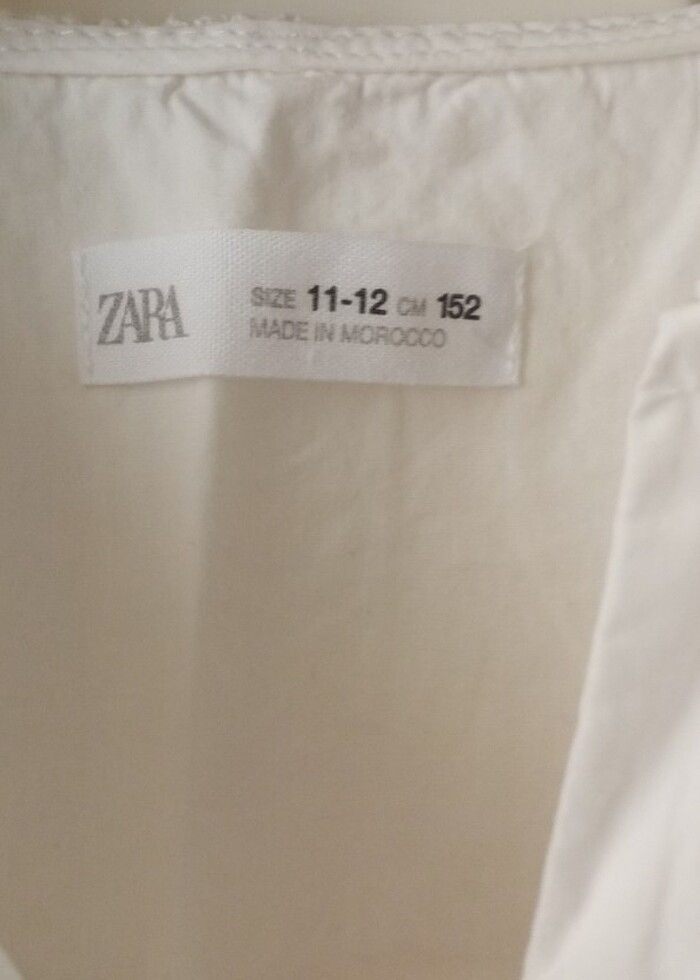 ZARA
SIZE 11-12 CM 152
MADE IN MOROCCO